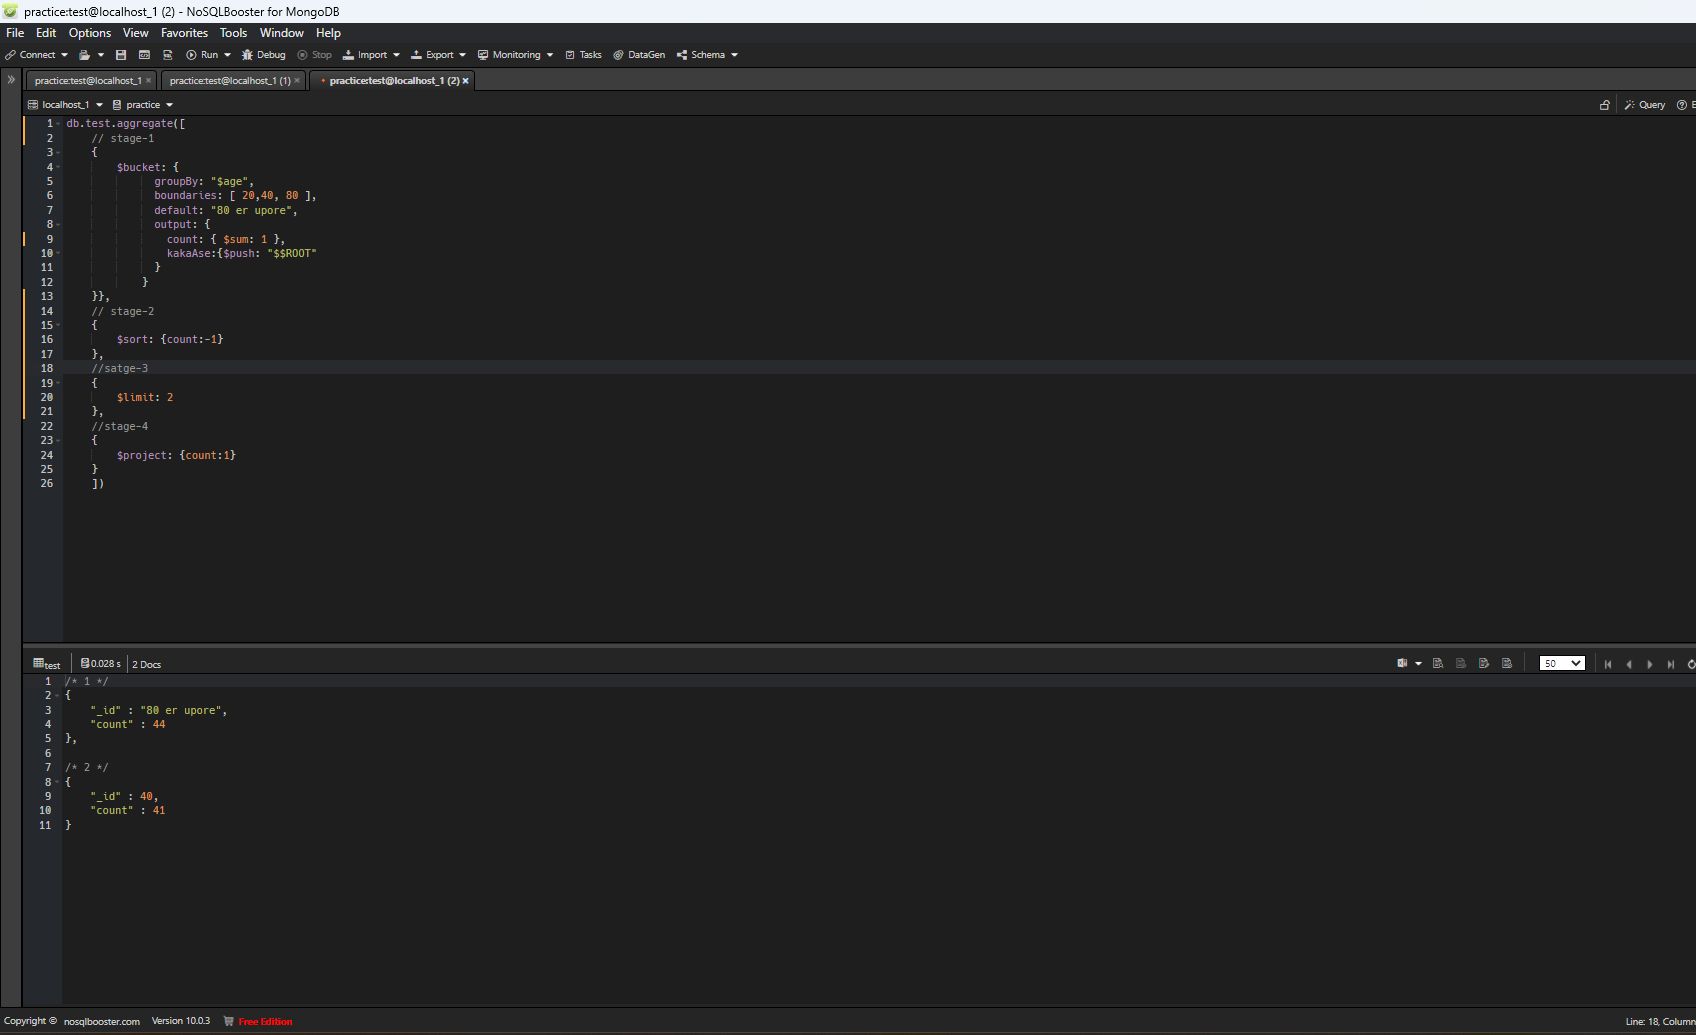 practice:test@localhost_1 (2) - NoSQLBooster for MongoDB
File Edit Options View Favorites Tools Window Help
Connect Run Debug Stop Import Export Monitoring Tasks DataGen Schema
practice:test@localhost_1 × practice:test@localhost_1 (1) × practice:test@localhost_1 (2) ×
localhost_1 practice Query
1 db.test.aggregate([
2 // stage-1
3 {
4 $bucket: {
5 groupBy: "$age",
6 boundaries: [ 20,40, 80 ],
7 default: "80 er upore",
8 output: {
9 count: { $sum: 1 },
10 kakaAse:{$push: "$$ROOT"
11 }
12 }
13 }},
14 // stage-2
15 {
16 $sort: {count:-1}
17 },
18 //satge-3
19 {
20 $limit: 2
21 },
22 //stage-4
23 {
24 $project: {count:1}
25 }
26 ])
test 0.028 s 2 Docs 50
1 /* 1 */
2 {
3 "_id" : "80 er upore",
4 "count" : 44
5 },
6
7 /* 2 */
8 {
9 "_id" : 40,
10 "count" : 41
11 }
Copyright © nosqlbooster.com Version 10.0.3 Free Edition Line: 18, Column